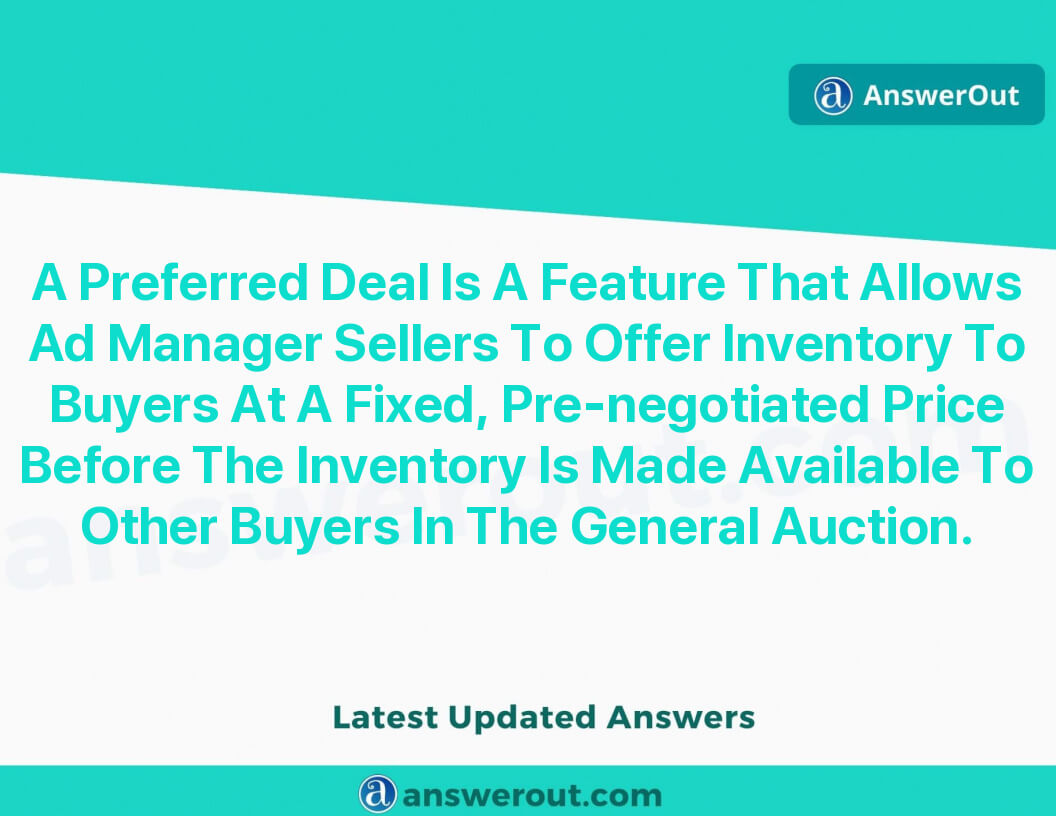 AnswerOut
A Preferred Deal Is A Feature That Allows
Ad Manager Sellers To Offer Inventory To
Buyers At A Fixed, Pre-negotiated Price
Before The Inventory Is Made Available To
Other Buyers In The General Auction.
answerout.com
Latest Updated Answers
answerout.com